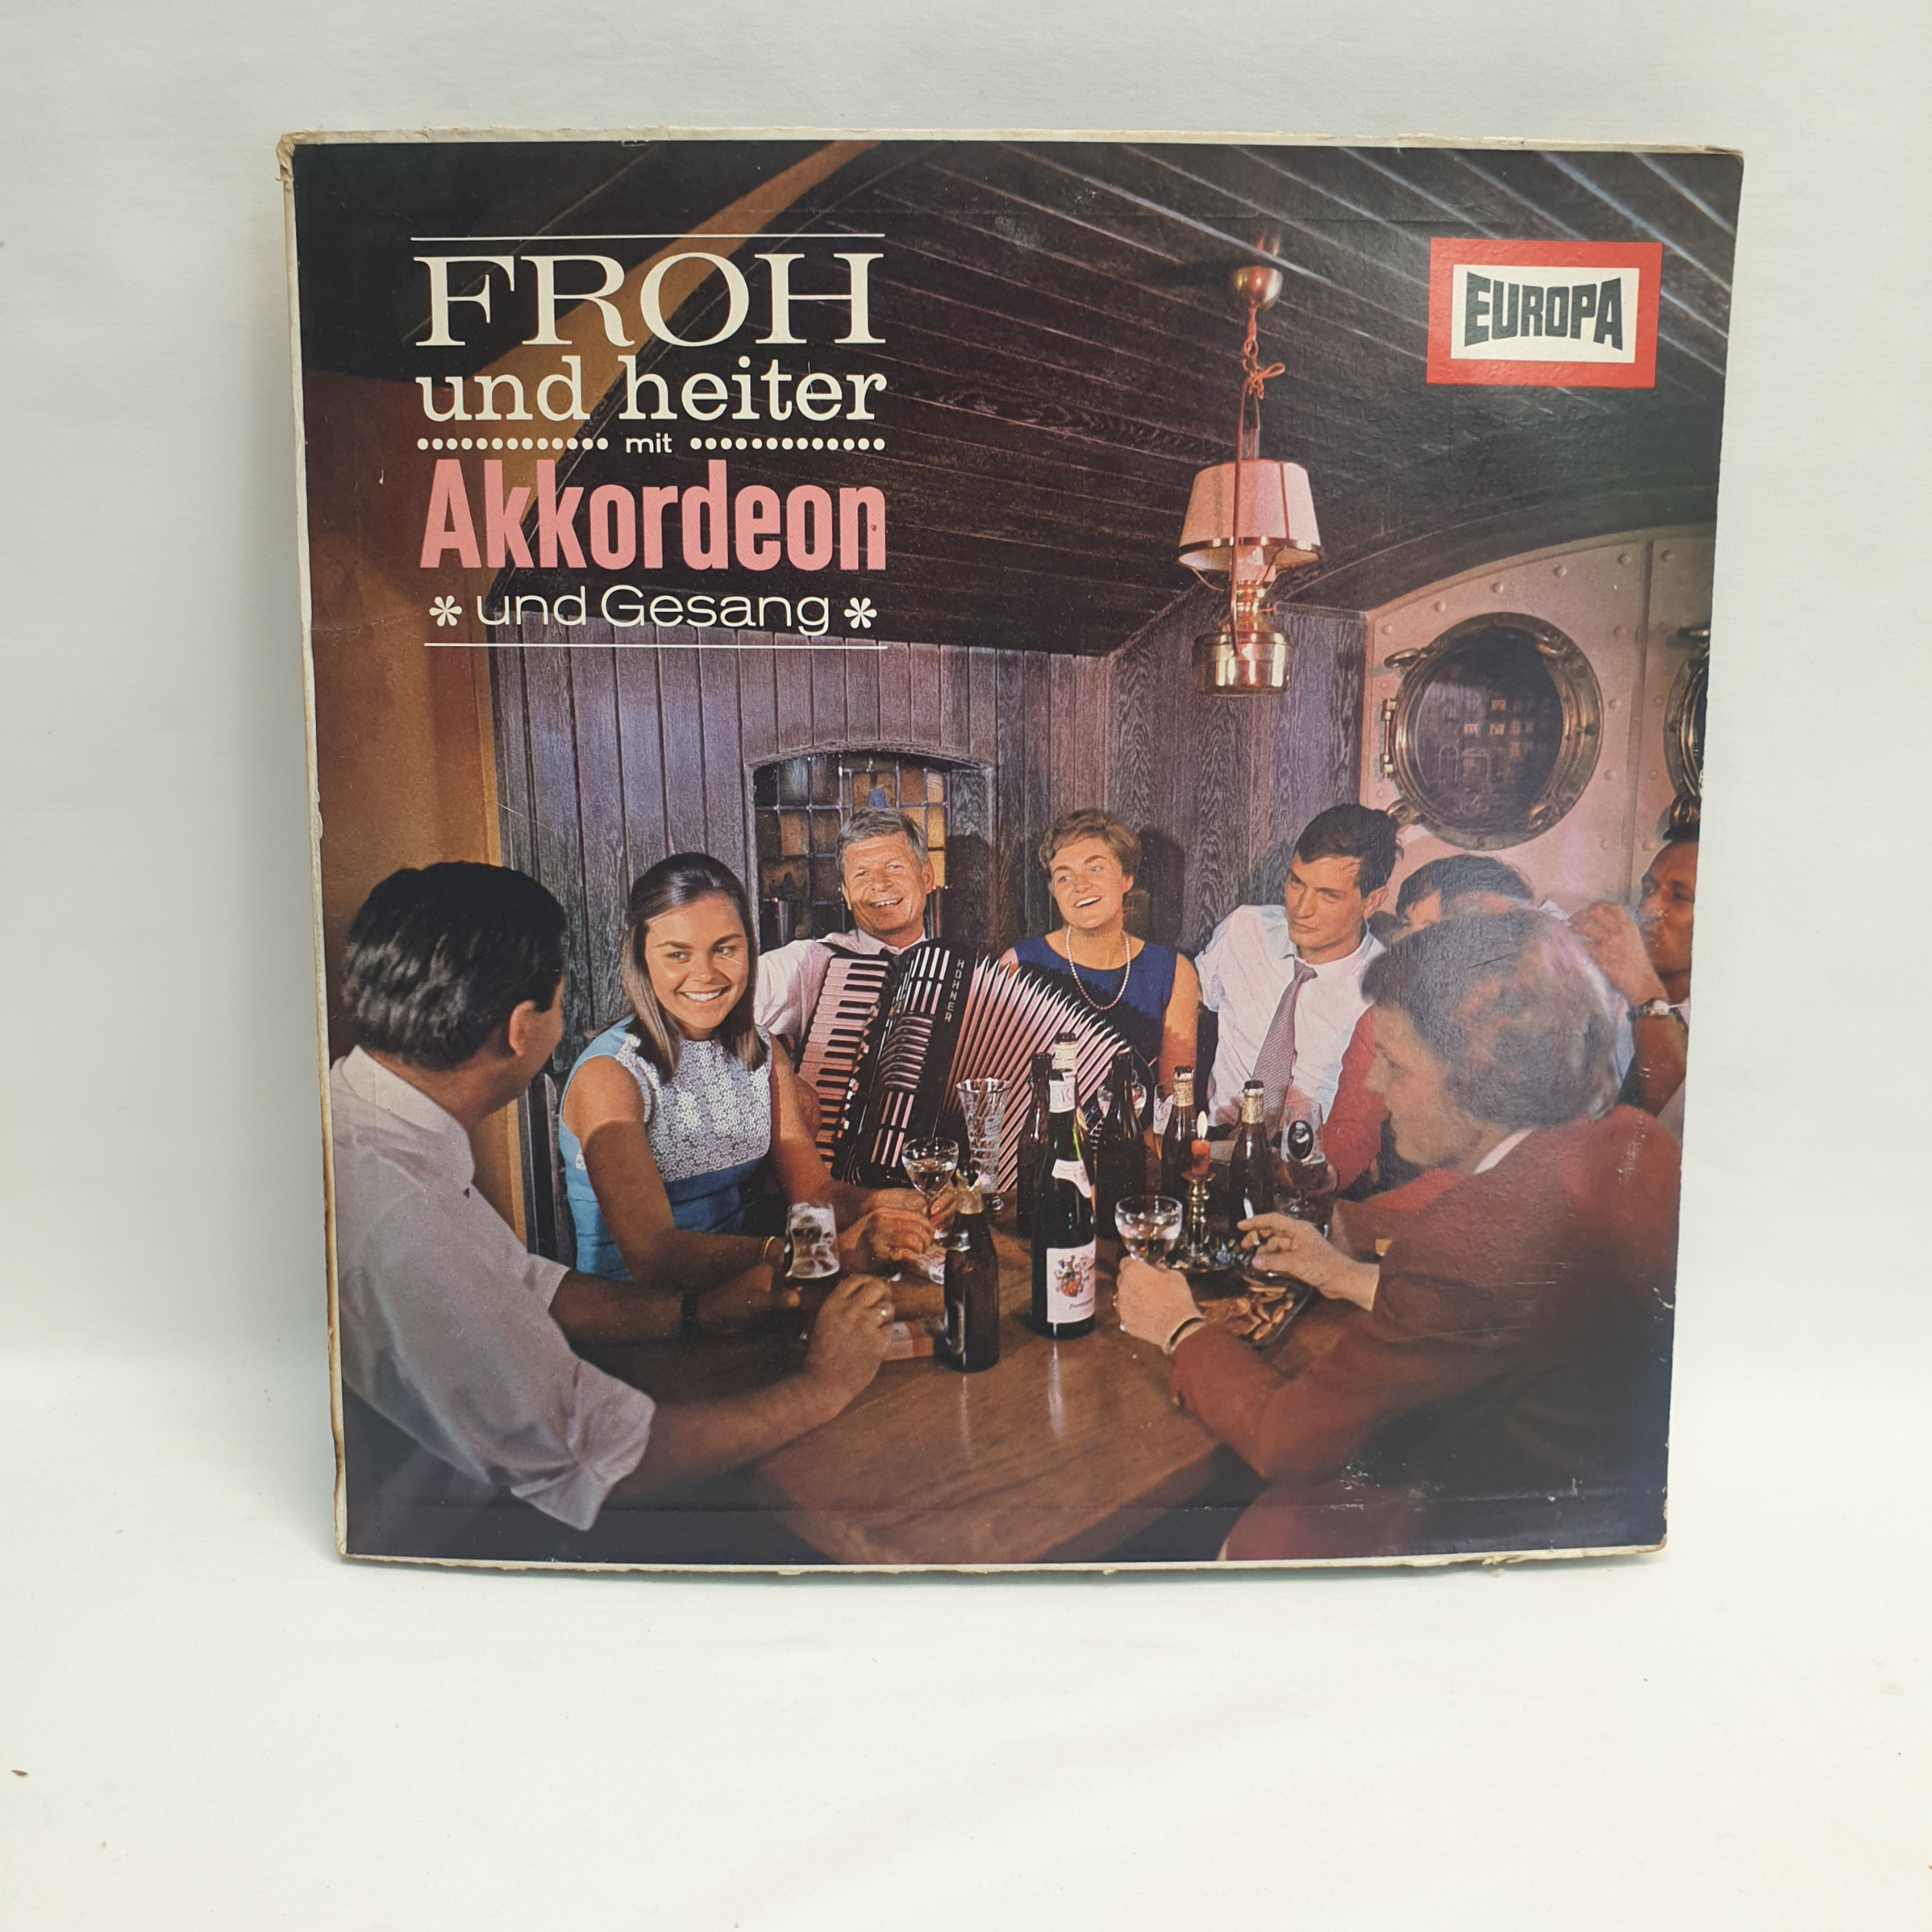 FROH
und heiter
mit
Akkordeon
* und Gesang *
EUROPA
HOHNER